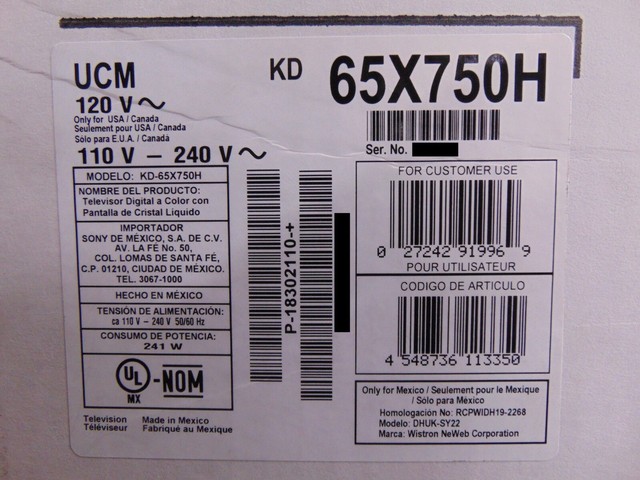 UCM
KD 65X750H
120 V~
Only for USA / Canada
Seulement pour USA / Canada
Sólo para E.U.A. / Canada
110 V – 240 V~
MODELO: KD-65X750H
NOMBRE DEL PRODUCTO:
Televisor Digital a Color con
Pantalla de Cristal Líquido
IMPORTADOR
SONY DE MÉXICO, S.A. DE C.V.
AV. LA FÉ No. 50,
COL. LOMAS DE SANTA FÉ,
C.P. 01210, CIUDAD DE MÉXICO.
TEL. 3067-1000
HECHO EN MÉXICO
TENSIÓN DE ALIMENTACIÓN:
ca 110 V - 240 V 50/60 Hz
CONSUMO DE POTENCIA:
241 W
UL -NOM
MX
Television Made in Mexico
Téléviseur Fabriqué au Mexique
P-18302110-+
Ser. No.
FOR CUSTOMER USE
0 27242 91996 9
POUR UTILISATEUR
CODIGO DE ARTICULO
4 548736 113350
Only for Mexico / Seulement pour le Mexique
/ Sólo para México
Homologación No: RCPWIDH19-2268
Modelo: DHUK-SY22
Marca: Wistron NeWeb Corporation